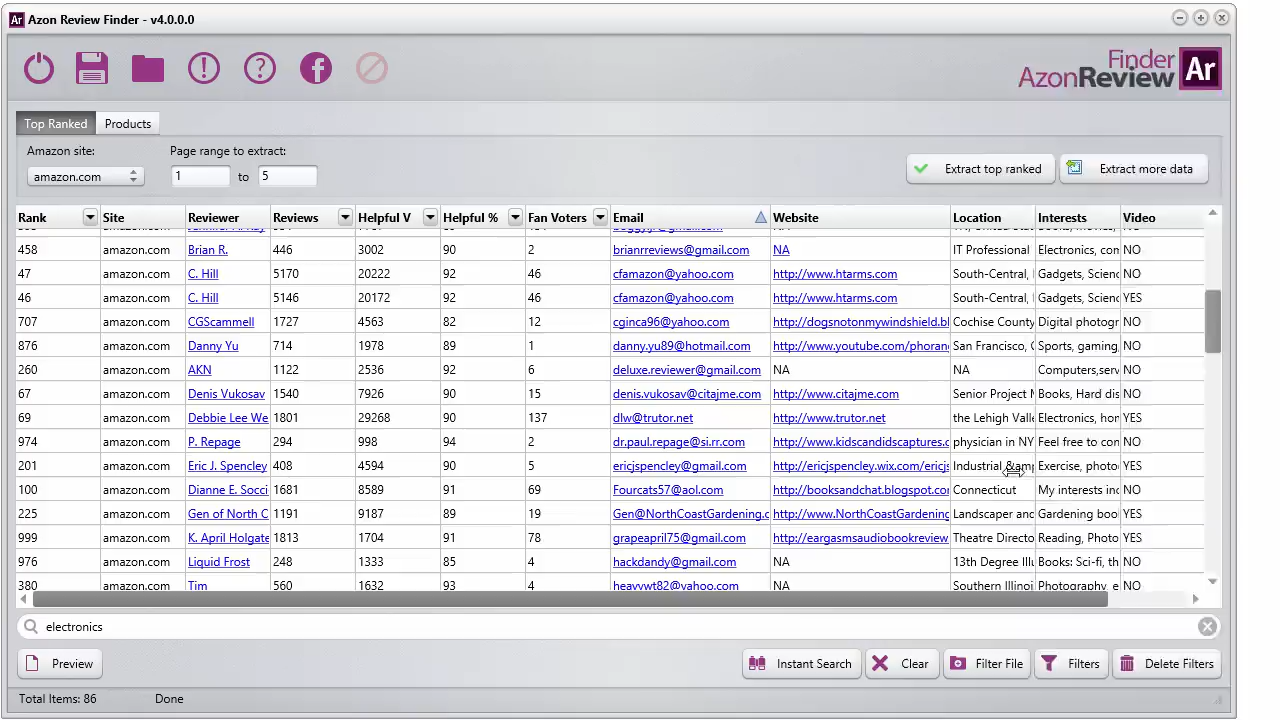 Ar Azon Review Finder - v4.0.0.0
Finder
AzonReview Ar
Top Ranked Products
Amazon site: Page range to extract:
amazon.com 1 to 5 Extract top ranked Extract more data
Rank Site Reviewer Reviews Helpful V Helpful % Fan Voters Email Website Location Interests Video
458 amazon.com Brian R. 446 3002 90 2 brianrreviews@gmail.com NA IT Professional Electronics, com NO
47 amazon.com C. Hill 5170 20222 92 46 cfamazon@yahoo.com http://www.htarms.com South-Central, Gadgets, Scienc NO
46 amazon.com C. Hill 5146 20172 92 46 cfamazon@yahoo.com http://www.htarms.com South-Central, Gadgets, Scienc YES
707 amazon.com CGScammell 1727 4563 82 12 cginca96@yahoo.com http://dogsnotonmywindshield.bl Cochise County Digital photogr NO
876 amazon.com Danny Yu 714 1978 89 1 danny.yu89@hotmail.com http://www.youtube.com/phoran San Francisco, C Sports, gaming, NO
260 amazon.com AKN 1122 2536 92 6 deluxe.reviewer@gmail.com NA NA Computers,serv NO
67 amazon.com Denis Vukosav 1540 7926 90 15 denis.vukosav@citajme.com http://www.citajme.com Senior Project M Books, Hard dis NO
69 amazon.com Debbie Lee We 1801 29268 90 137 dlw@trutor.net http://www.trutor.net the Lehigh Valle Electronics, hor YES
974 amazon.com P. Repage 294 998 94 2 dr.paul.repage@si.rr.com http://www.kidscandidscaptures.c physician in NY Feel free to con NO
201 amazon.com Eric J. Spencley 408 4594 90 5 ericjspencley@gmail.com http://ericjspencley.wix.com/ericjs Industrial &amp Exercise, photo YES
100 amazon.com Dianne E. Socci 1681 8589 91 69 Fourcats57@aol.com http://booksandchat.blogspot.co Connecticut My interests inc NO
225 amazon.com Gen of North C 1191 9187 89 19 Gen@NorthCoastGardening.c http://www.NorthCoastGardening Landscaper and Gardening boo YES
999 amazon.com K. April Holgate 1813 1704 91 78 grapeapril75@gmail.com http://eargasmsaudiobookreview Theatre Directo Reading, Photo YES
976 amazon.com Liquid Frost 248 1333 85 4 hackdandy@gmail.com NA 13th Degree Illu Books: Sci-fi, th NO
380 amazon.com Tim 560 1632 93 4 heavywt82@yahoo.com NA Southern Illinoi Photography, e NO
electronics
Preview Instant Search Clear Filter File Filters Delete Filters
Total Items: 86 Done